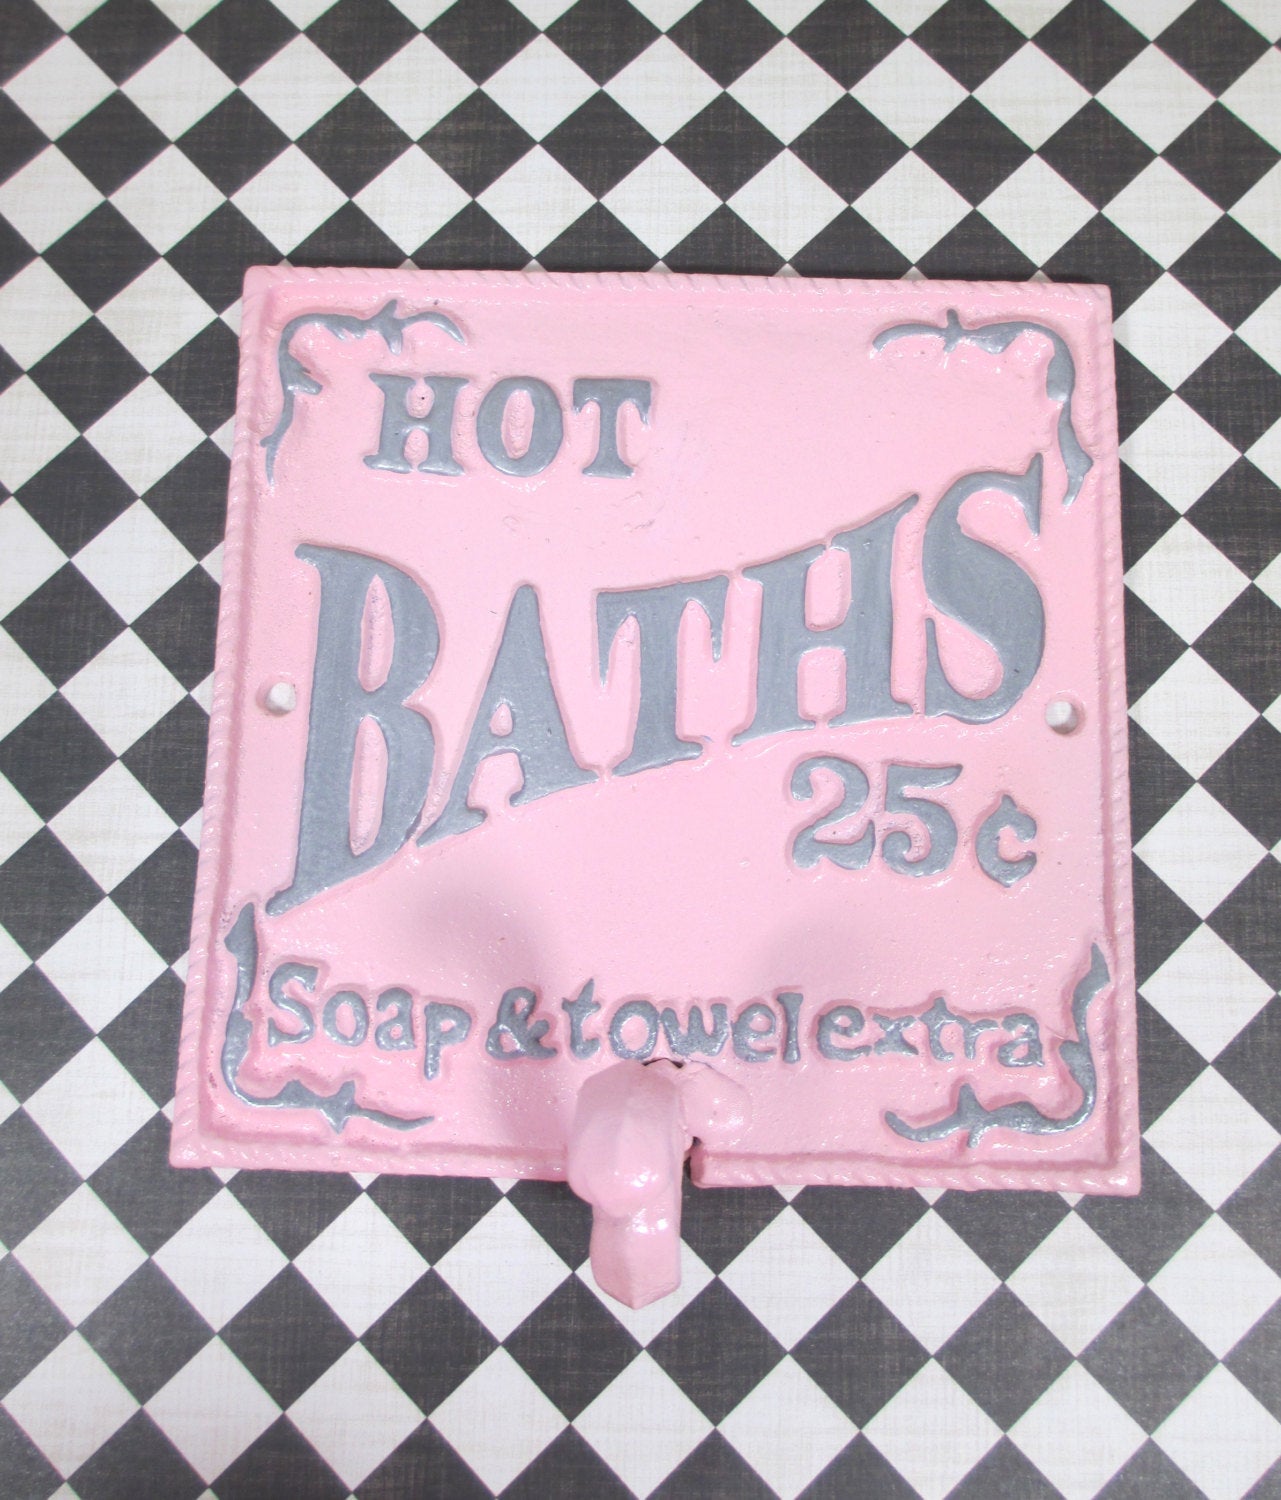 HOT
BATHS
25¢
Soap & towel extra